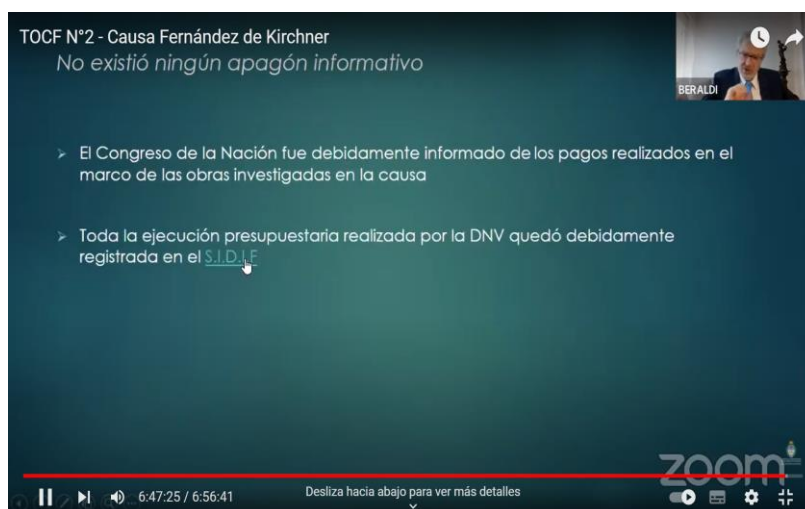 TOCF N°2 - Causa Fernández de Kirchner
No existió ningún apagón informativo
BERALDI
➢ El Congreso de la Nación fue debidamente informado de los pagos realizados en el
marco de las obras investigadas en la causa
➢ Toda la ejecución presupuestaria realizada por la DNV quedó debidamente
registrada en el S.I.D.I.F
zoom
6:47:25 / 6:56:41
Desliza hacia abajo para ver más detalles